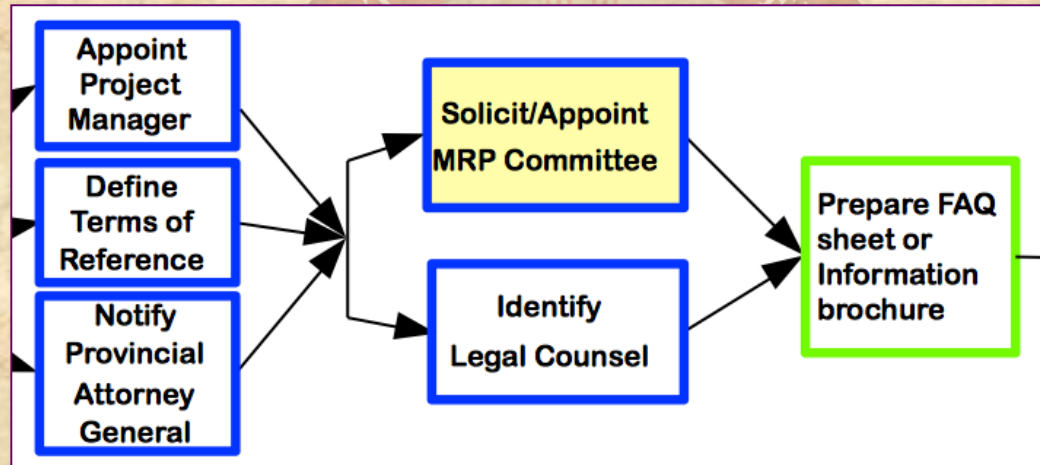 Appoint
Project
Manager
Define
Terms of
Reference
Notify
Provincial
Attorney
General
Solicit/Appoint
MRP Committee
Identify
Legal Counsel
Prepare FAQ
sheet or
Information
brochure